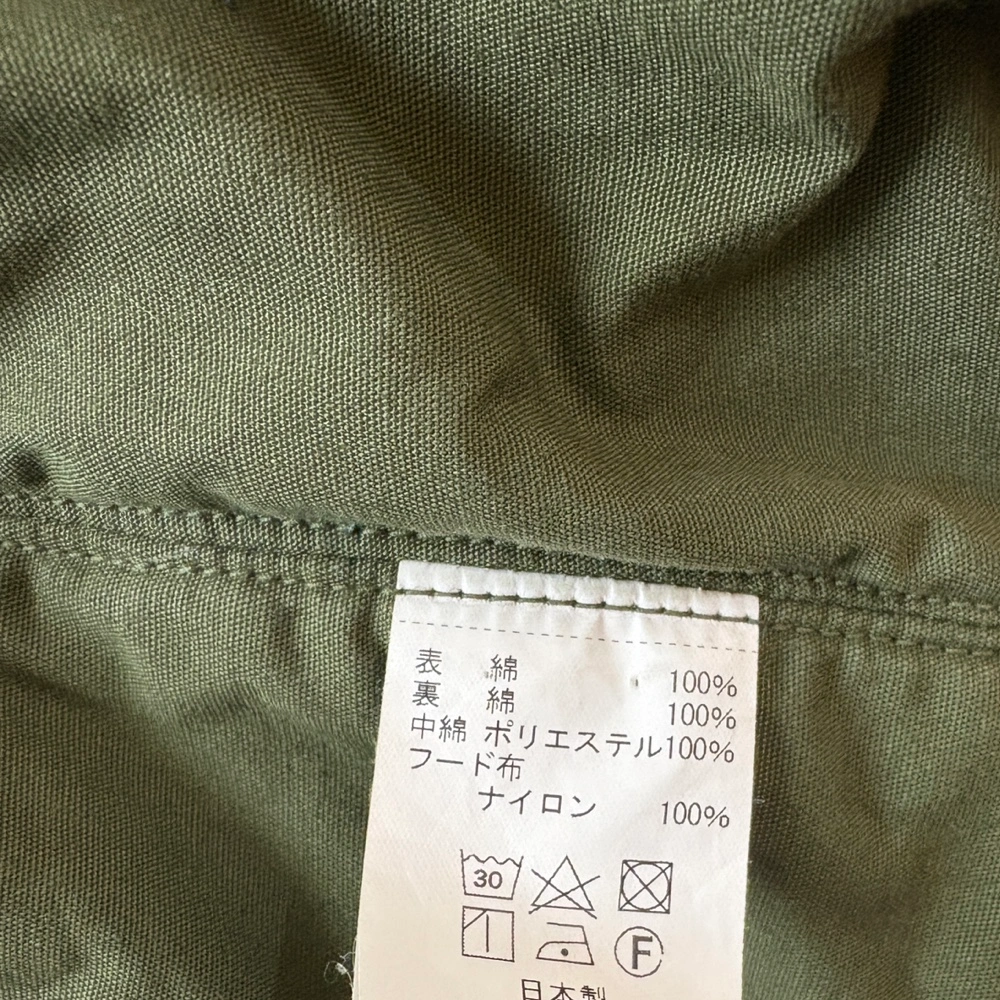 表 綿 100%
裏 綿 100%
中綿 ポリエステル100%
フード布
ナイロン 100%
30
F
日本製